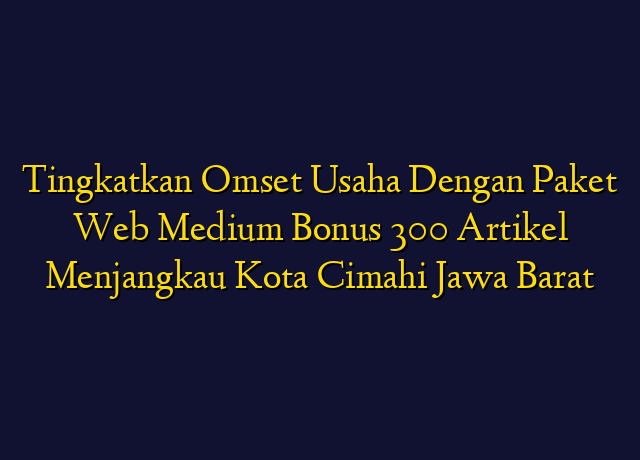 Tingkatkan Omset Usaha Dengan Paket
Web Medium Bonus 300 Artikel
Menjangkau Kota Cimahi Jawa Barat